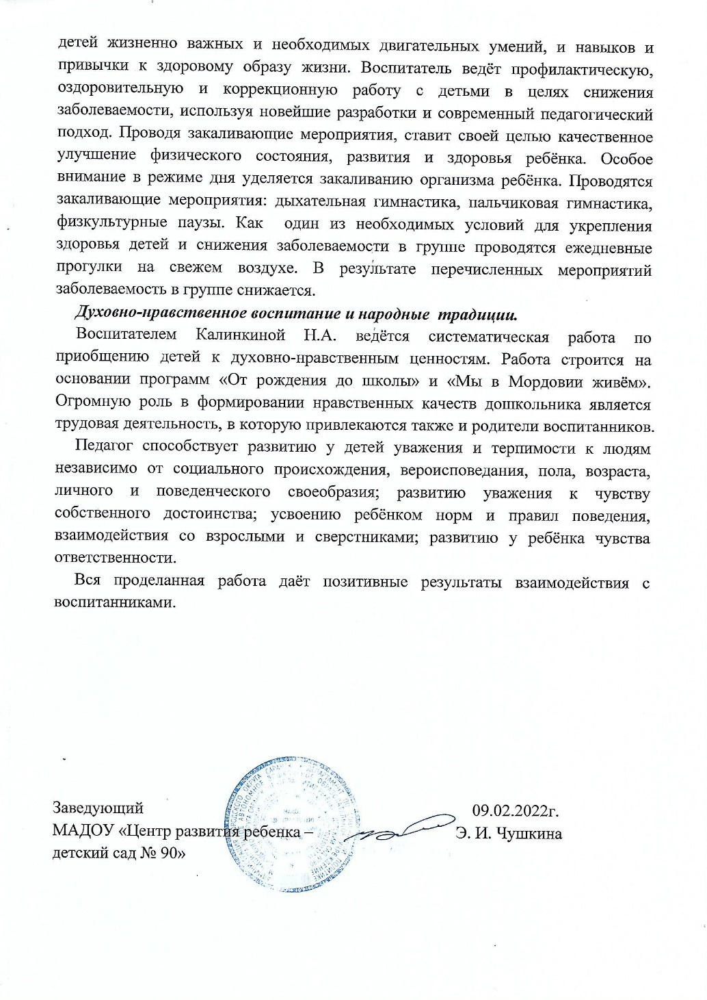 детей жизненно важных и необходимых двигательных умений, и навыков и
привычки к здоровому образу жизни. Воспитатель ведёт профилактическую,
оздоровительную и коррекционную работу с детьми в целях снижения
заболеваемости, используя новейшие разработки и современный педагогический
подход. Проводя закаливающие мероприятия, ставит своей целью качественное
улучшение физического состояния, развития и здоровья ребёнка. Особое
внимание в режиме дня уделяется закаливанию организма ребёнка. Проводятся
закаливающие мероприятия: дыхательная гимнастика, пальчиковая гимнастика,
физкультурные паузы. Как один из необходимых условий для укрепления
здоровья детей и снижения заболеваемости в группе проводятся ежедневные
прогулки на свежем воздухе. В результате перечисленных мероприятий
заболеваемость в группе снижается.
Духовно-нравственное воспитание и народные традиции.
Воспитателем Калинкиной Н.А. ведётся систематическая работа по
приобщению детей к духовно-нравственным ценностям. Работа строится на
основании программ «От рождения до школы» и «Мы в Мордовии живём».
Огромную роль в формировании нравственных качеств дошкольника является
трудовая деятельность, в которую привлекаются также и родители воспитанников.
Педагог способствует развитию у детей уважения и терпимости к людям
независимо от социального происхождения, вероисповедания, пола, возраста,
личного и поведенческого своеобразия; развитию уважения к чувству
собственного достоинства; усвоению ребёнком норм и правил поведения,
взаимодействия со взрослыми и сверстниками; развитию у ребёнка чувства
ответственности.
Вся проделанная работа даёт позитивные результаты взаимодействия с
воспитанниками.
Заведующий 09.02.2022г.
МАДОУ «Центр развития ребенка – Э. И. Чушкина
детский сад № 90»